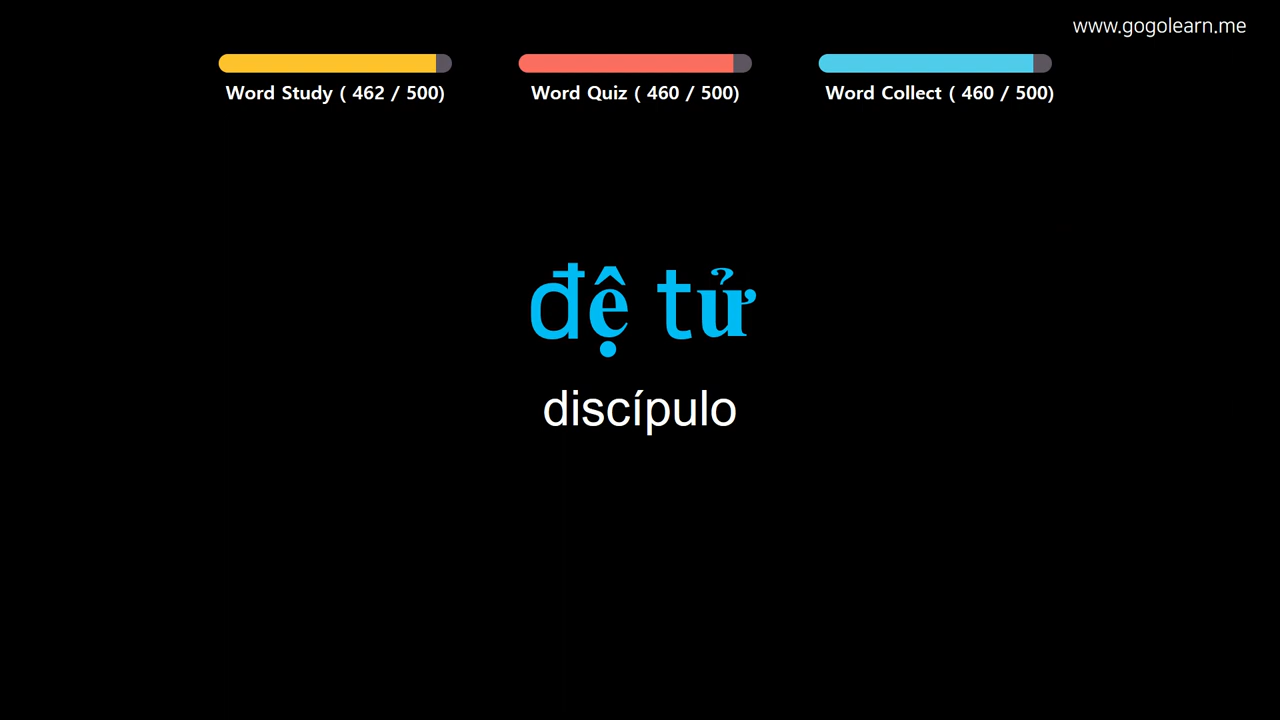 www.gogolearn.me
Word Study ( 462 / 500)
Word Quiz ( 460 / 500)
Word Collect ( 460 / 500)
đệ tử
discípulo